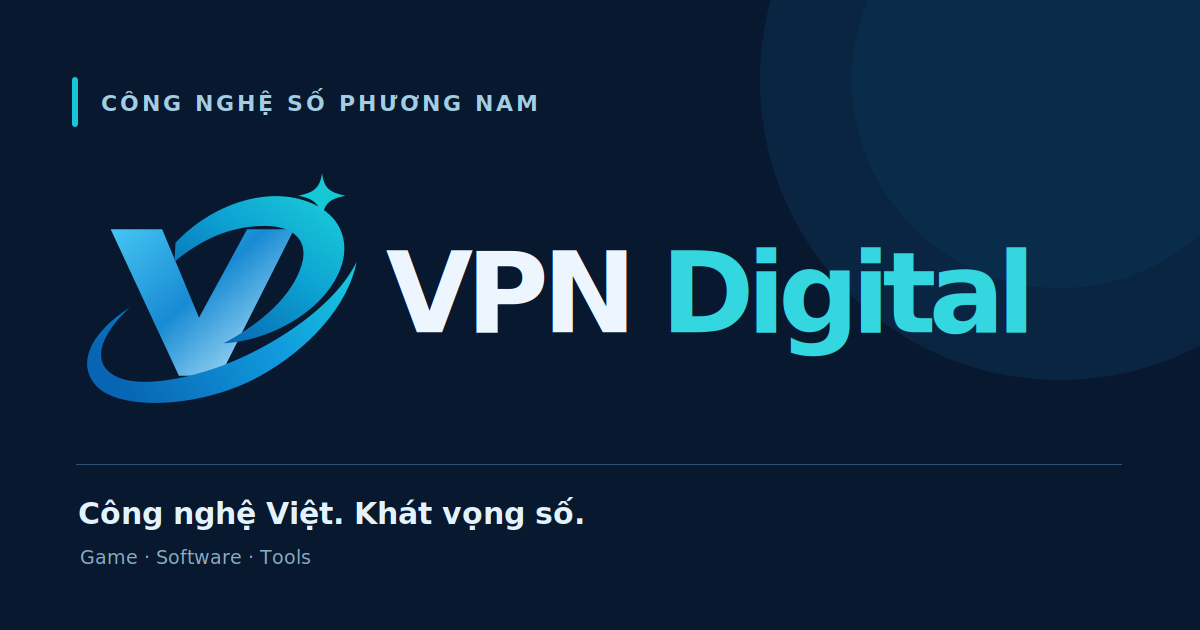 CÔNG NGHỆ SỐ PHƯƠNG NAM
VPN Digital
Công nghệ Việt. Khát vọng số.
Game · Software · Tools